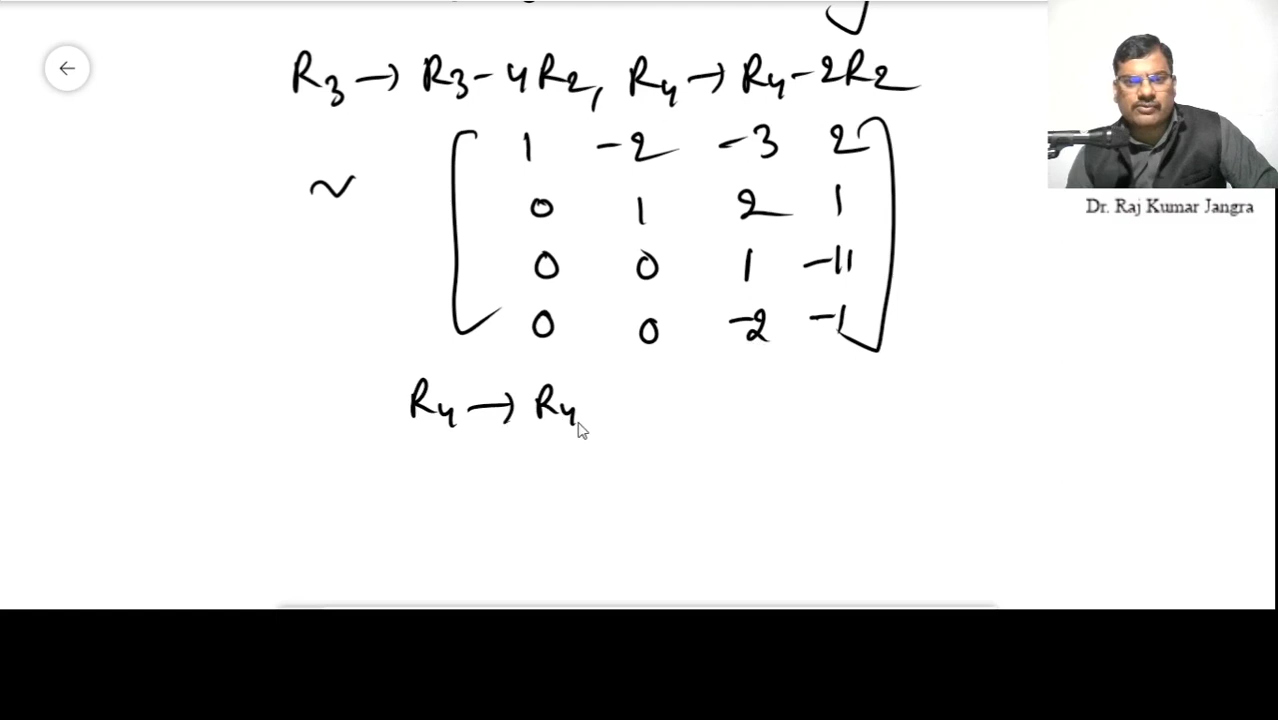 R3 → R3 - 4R2, R4 → R4 - 2R2
~ [ 1 -2 -3 2
0 1 2 1
0 0 1 -11
0 0 -2 -1 ]
R4 → R4
Dr. Raj Kumar Jangra